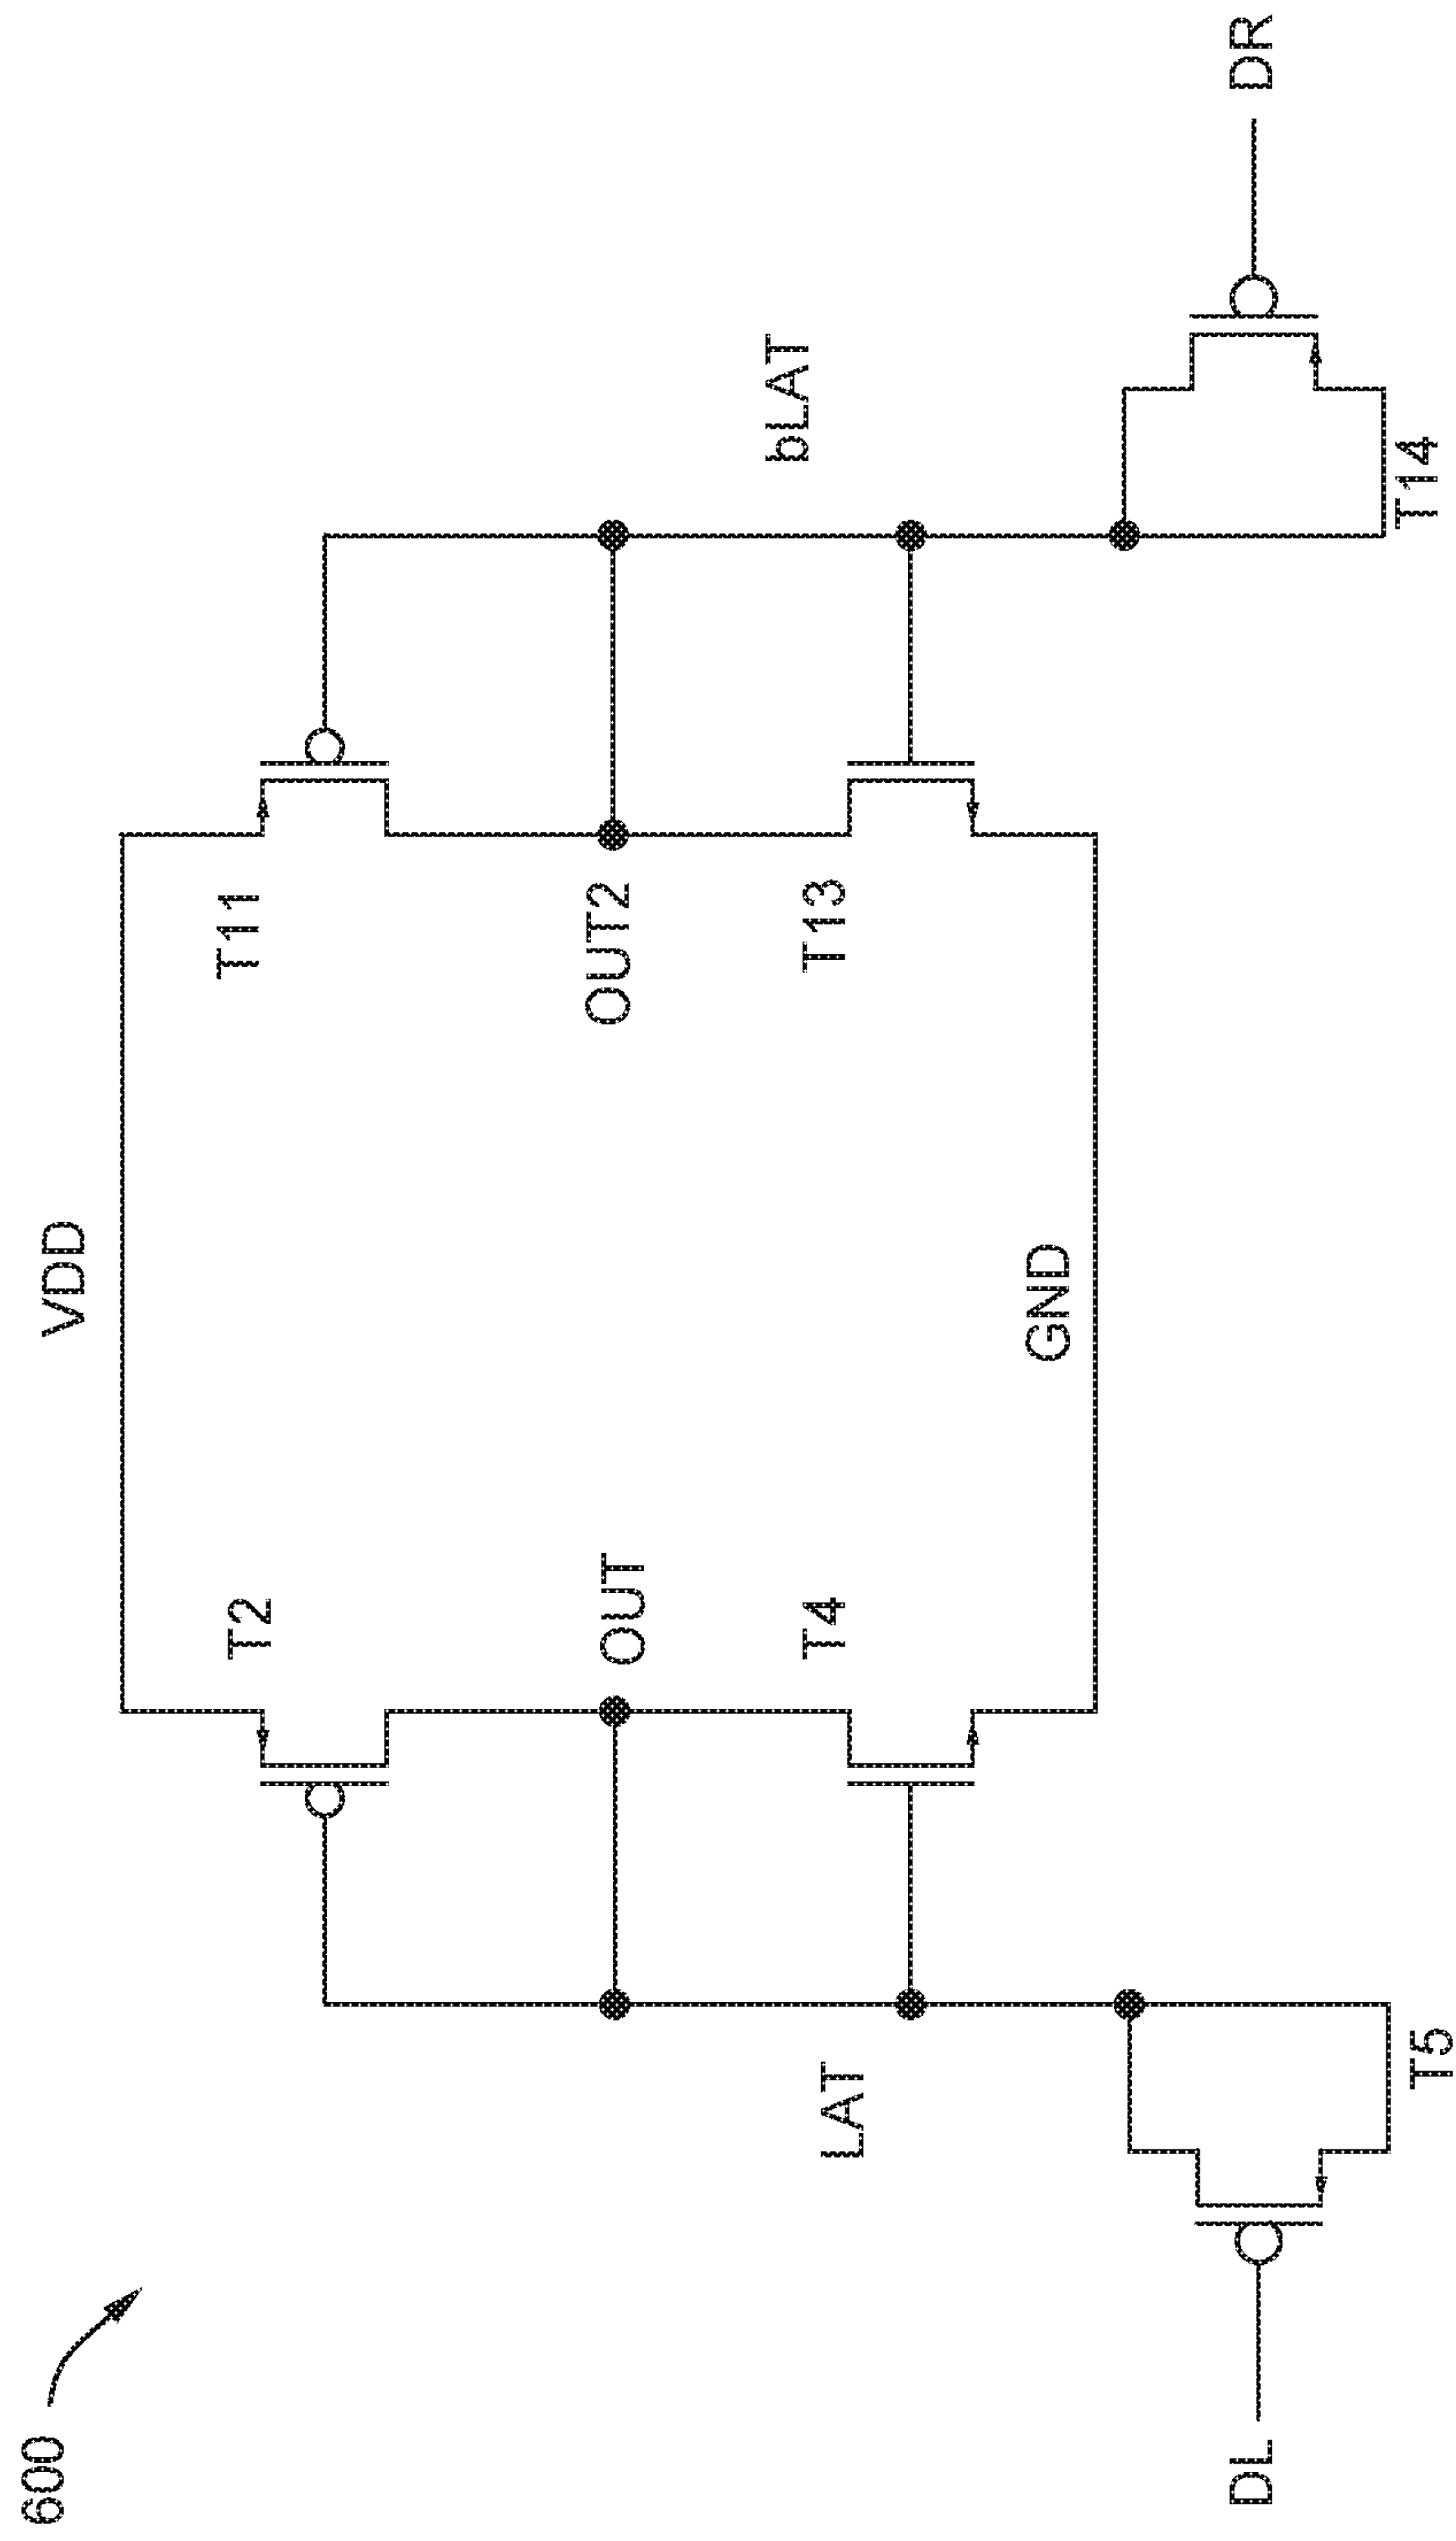 600
VDD
T2
T11
OUT
OUT2
T4
T13
LAT
bLAT
GND
DL
DR
T5
T14